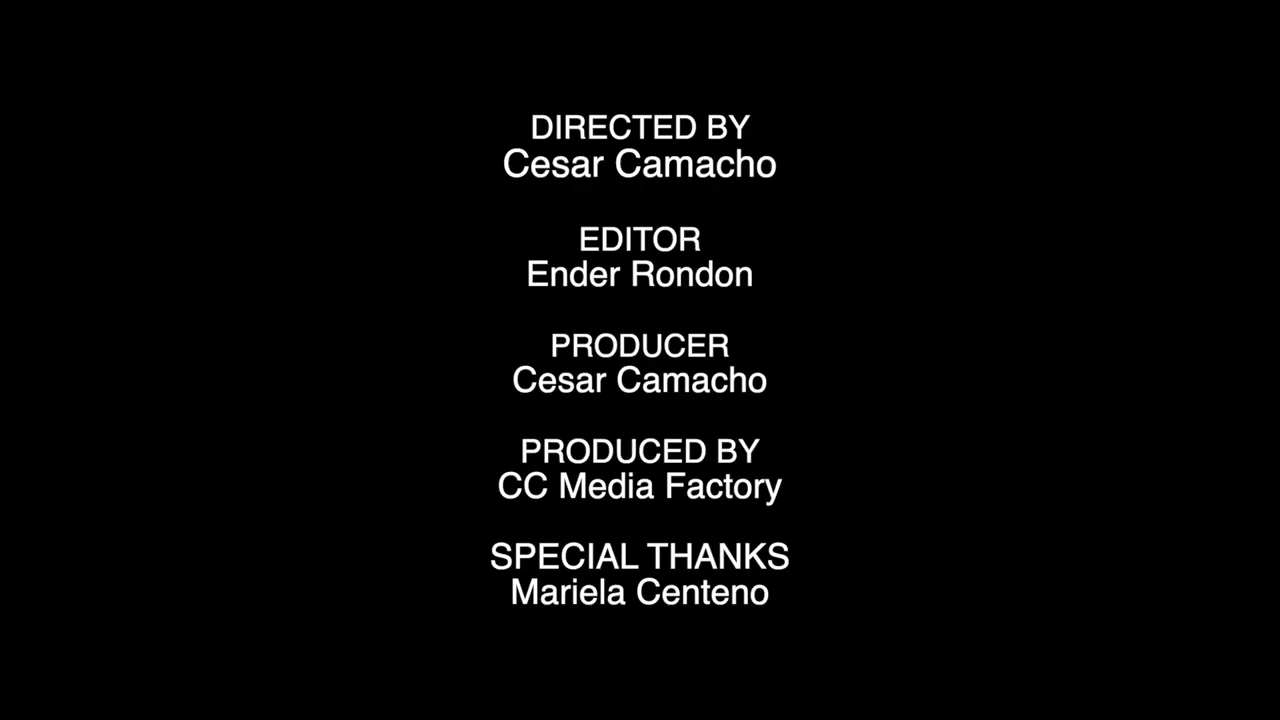 DIRECTED BY
Cesar Camacho
EDITOR
Ender Rondon
PRODUCER
Cesar Camacho
PRODUCED BY
CC Media Factory
SPECIAL THANKS
Mariela Centeno